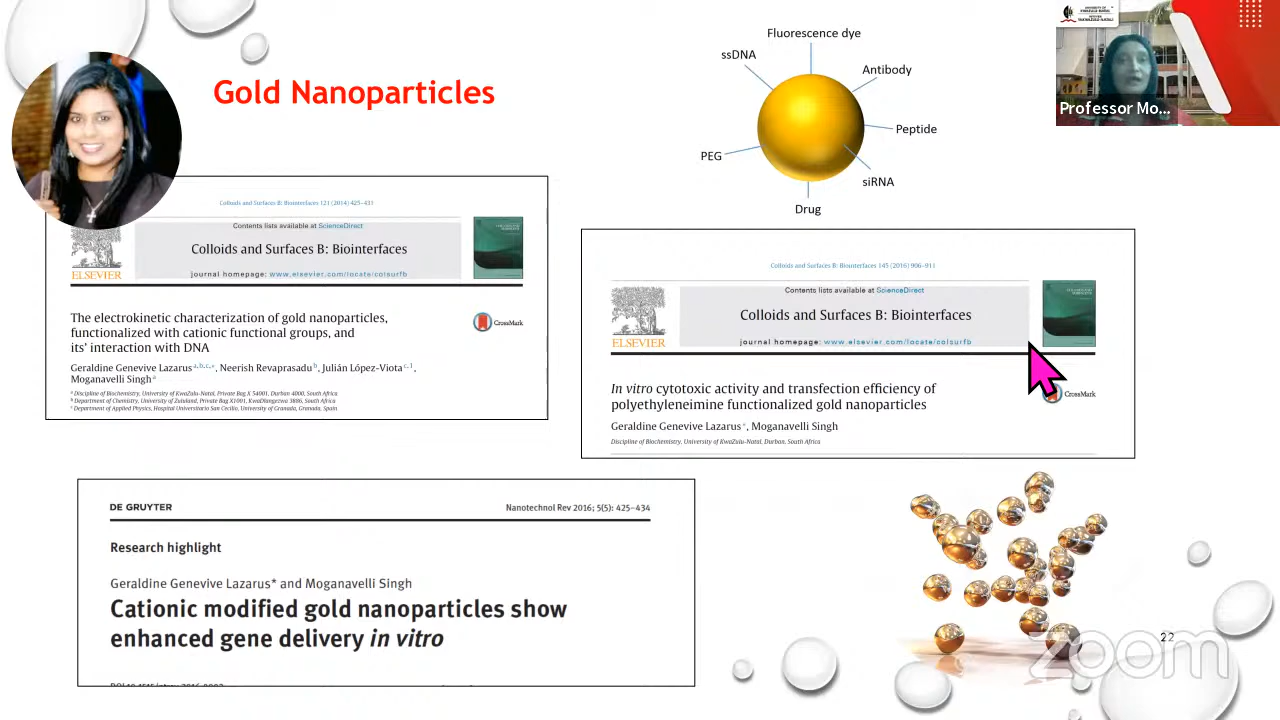 Gold Nanoparticles
Fluorescence dye
ssDNA
Antibody
Peptide
PEG
siRNA
Drug
UNIVERSITY OF
KWAZULU-NATAL
INYUVESI
YAKWAZULU-NATALI
Professor Mo...
Colloids and Surfaces B: Biointerfaces 121 (2014) 425–431
Contents lists available at ScienceDirect
Colloids and Surfaces B: Biointerfaces
journal homepage: www.elsevier.com/locate/colsurfb
ELSEVIER
The electrokinetic characterization of gold nanoparticles,
functionalized with cationic functional groups, and
its' interaction with DNA
CrossMark
Geraldine Genevive Lazarus a,b,c,*, Neerish Revaprasadu b, Julián López-Viota c,1,
Moganavelli Singh a
a Discipline of Biochemistry, University of KwaZulu-Natal, Private Bag X 54001, Durban 4000, South Africa
b Department of Chemistry, University of Zululand, Private Bag X1001, KwaDlangezwa 3886, South Africa
c Department of Applied Physics, Hospital Universitario San Cecilio, University of Granada, Granada, Spain
Colloids and Surfaces B: Biointerfaces 145 (2016) 906–911
Contents lists available at ScienceDirect
Colloids and Surfaces B: Biointerfaces
journal homepage: www.elsevier.com/locate/colsurfb
ELSEVIER
In vitro cytotoxic activity and transfection efficiency of
polyethyleneimine functionalized gold nanoparticles
CrossMark
Geraldine Genevive Lazarus *, Moganavelli Singh
Discipline of Biochemistry, University of KwaZulu-Natal, Durban, South Africa
DE GRUYTER
Nanotechnol Rev 2016; 5(5): 425–434
Research highlight
Geraldine Genevive Lazarus* and Moganavelli Singh
Cationic modified gold nanoparticles show
enhanced gene delivery in vitro
22
zoom